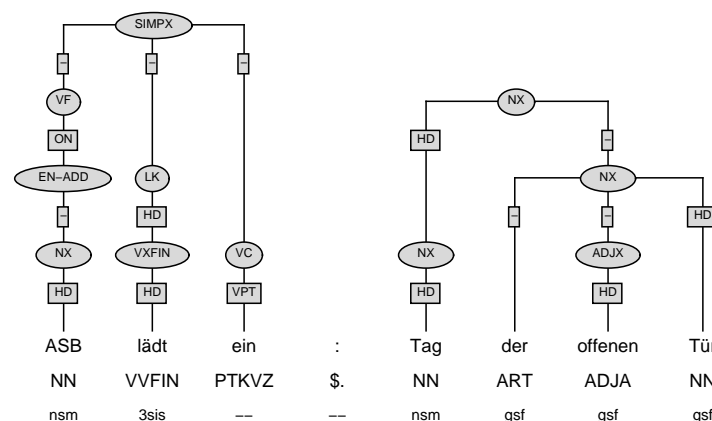 SIMPX
– – –
VF NX
ON HD –
EN–ADD LK NX
– HD – – HD
NX VXFIN VC NX ADJX
HD HD VPT HD HD
ASB lädt ein : Tag der offenen
NN VVFIN PTKVZ $. NN ART ADJA NN
nsm 3sis –– –– nsm gsf gsf gsf